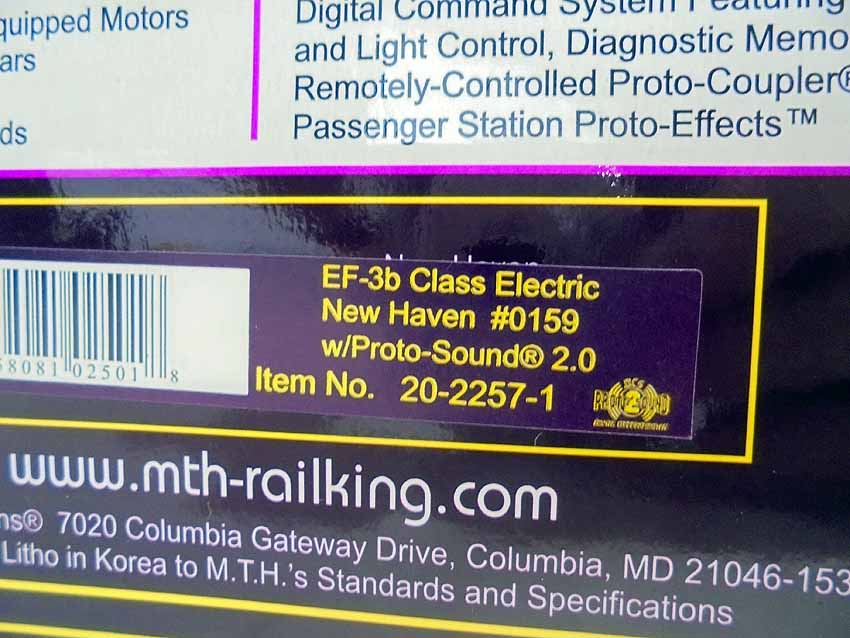 quipped Motors
ars
ds
Digital Command System Featuring
and Light Control, Diagnostic Memo
Remotely-Controlled Proto-Coupler®
Passenger Station Proto-Effects™
EF-3b Class Electric
New Haven #0159
w/Proto-Sound® 2.0
Item No. 20-2257-1
8081 02501 8
www.mth-railking.com
ns® 7020 Columbia Gateway Drive, Columbia, MD 21046-153
Litho in Korea to M.T.H.'s Standards and Specifications